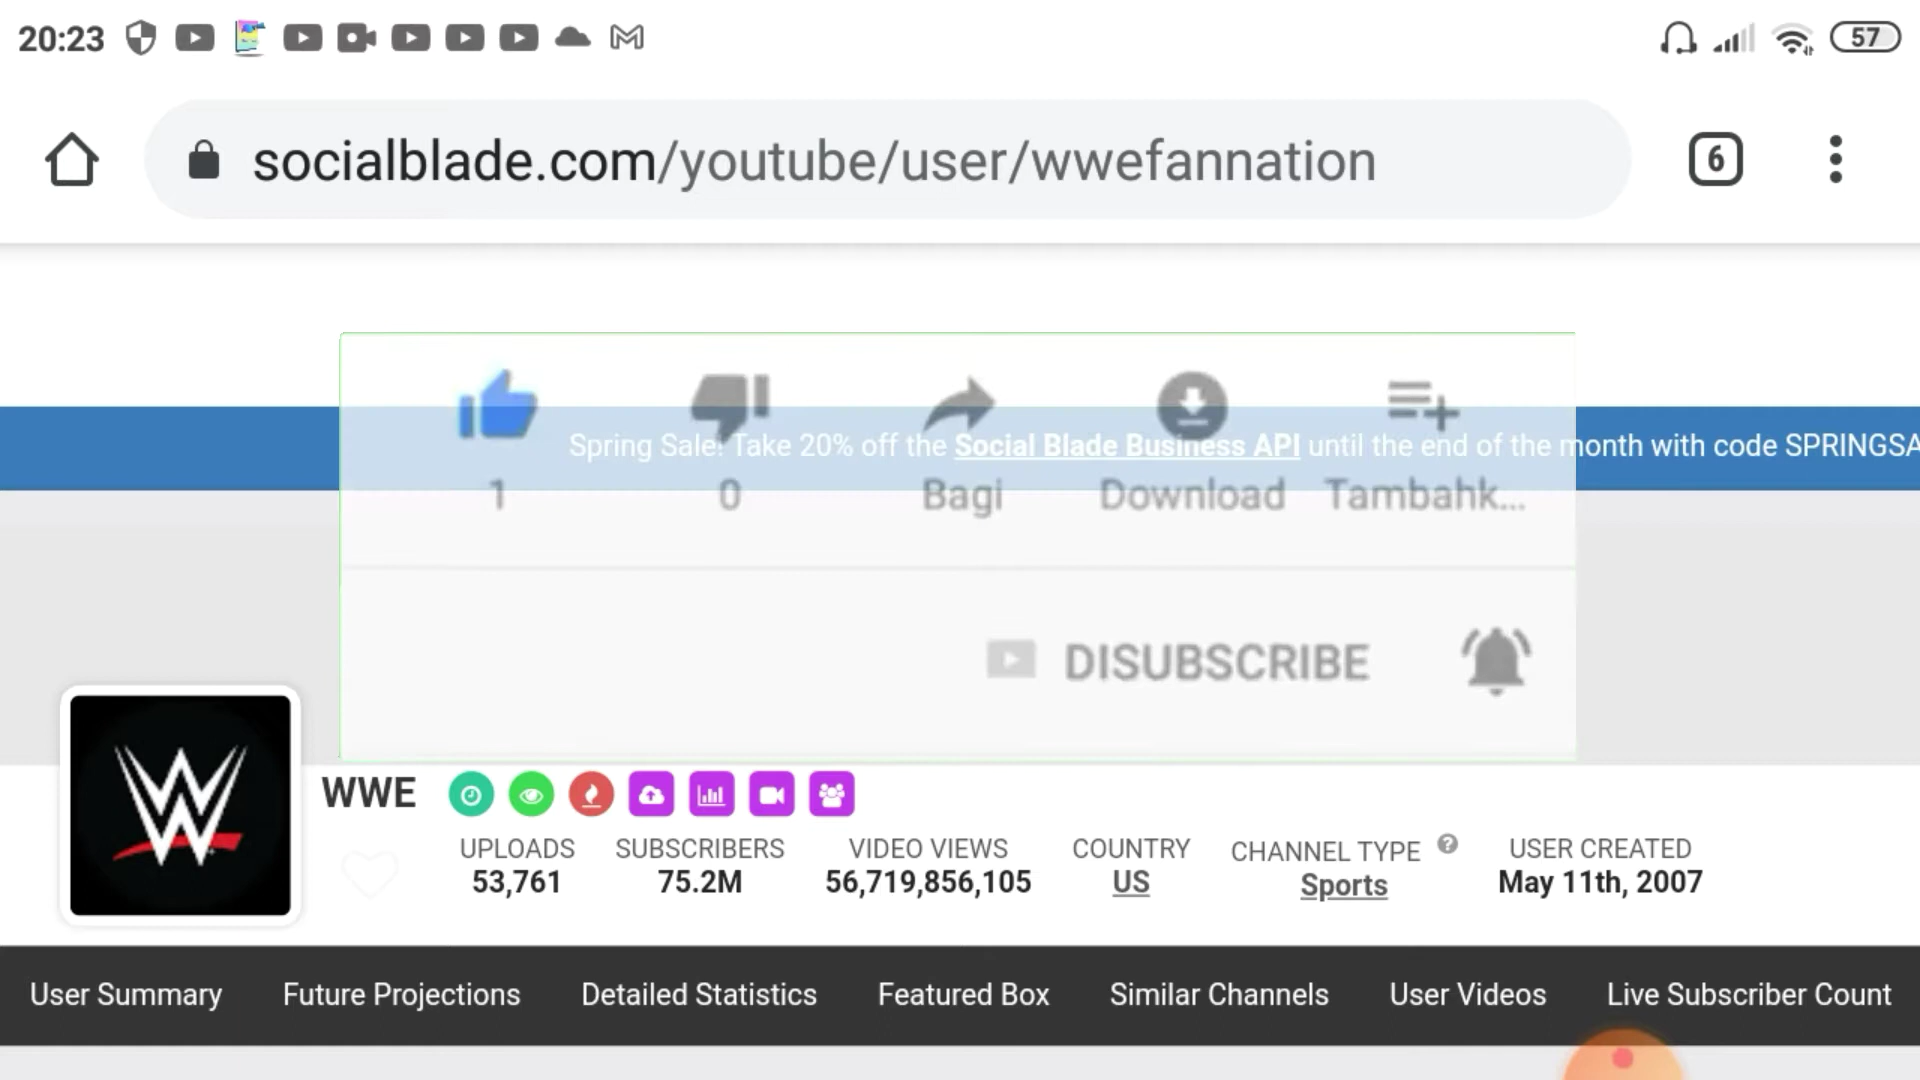 20:23
57
socialblade.com/youtube/user/wwefannation
6
Spring Sale! Take 20% off the Social Blade Business API until the end of the month with code SPRINGSA
1 0 Bagi Download Tambahk...
DISUBSCRIBE
WWE
UPLOADS SUBSCRIBERS VIDEO VIEWS COUNTRY CHANNEL TYPE ? USER CREATED
53,761 75.2M 56,719,856,105 US Sports May 11th, 2007
User Summary Future Projections Detailed Statistics Featured Box Similar Channels User Videos Live Subscriber Count